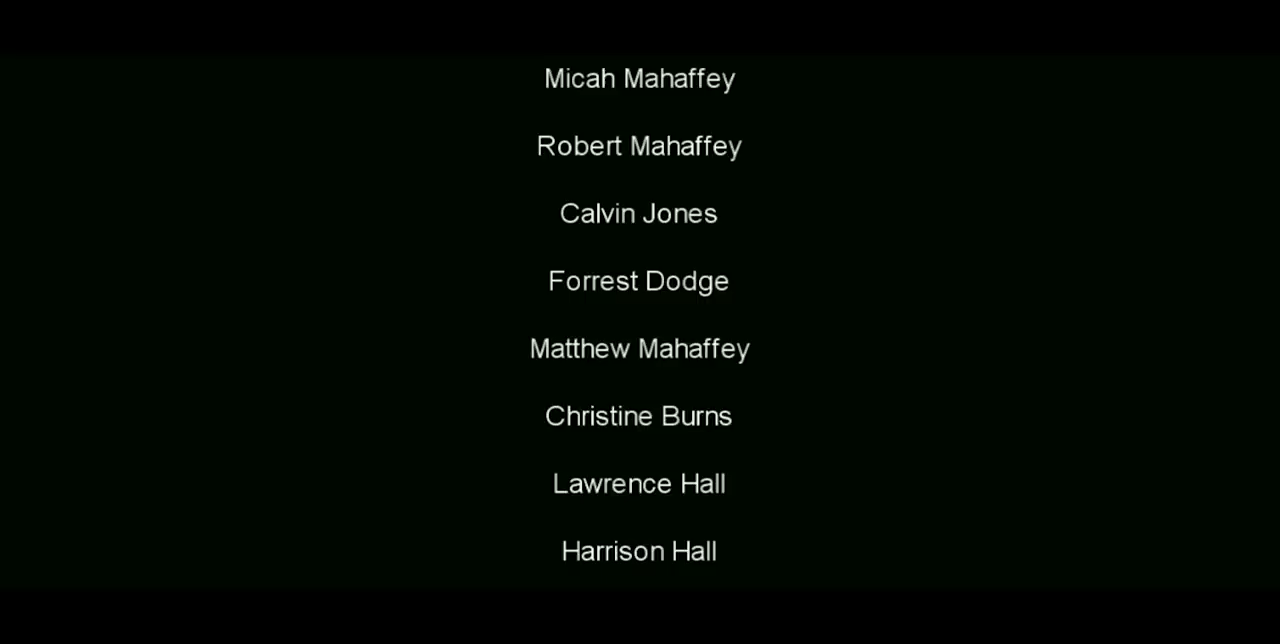 Micah Mahaffey
Robert Mahaffey
Calvin Jones
Forrest Dodge
Matthew Mahaffey
Christine Burns
Lawrence Hall
Harrison Hall